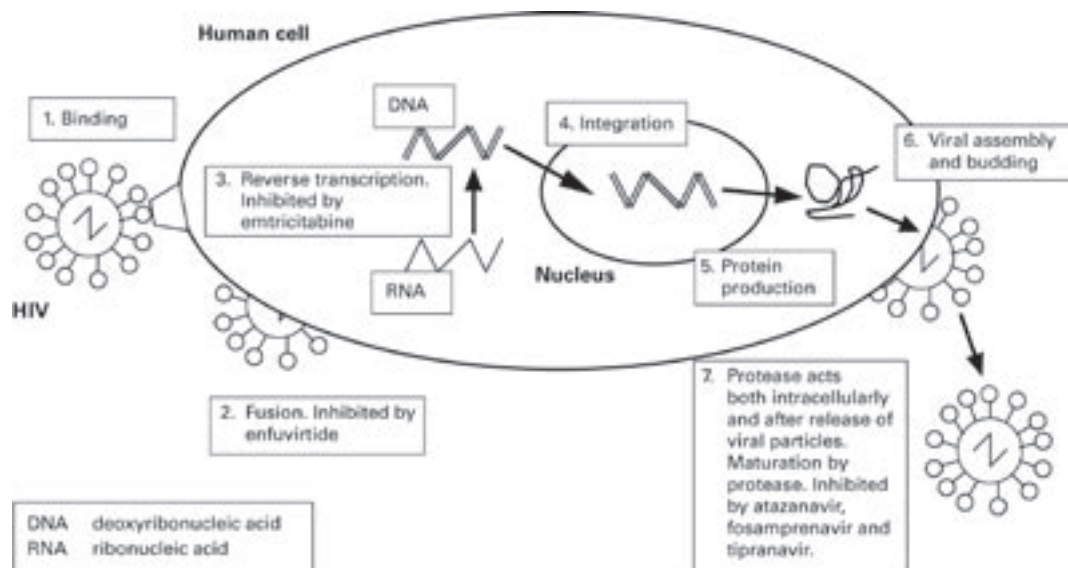 Human cell
1. Binding
HIV
2. Fusion. Inhibited by
enfuvirtide
3. Reverse transcription.
Inhibited by
emtricitabine
DNA
RNA
4. Integration
Nucleus
5. Protein
production
6. Viral assembly
and budding
7. Protease acts
both intracellularly
and after release of
viral particles.
Maturation by
protease. Inhibited
by atazanavir,
fosamprenavir and
tipranavir.
DNA deoxyribonucleic acid
RNA ribonucleic acid